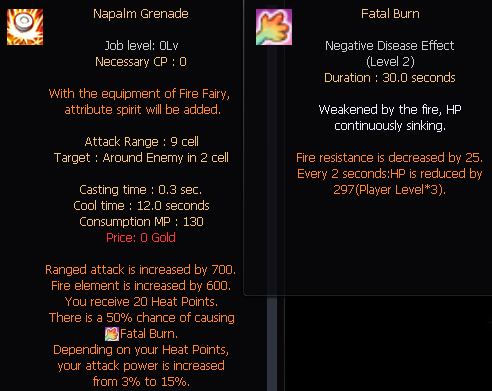 Napalm Grenade
Job level: 0Lv
Necessary CP : 0
With the equipment of Fire Fairy,
attribute spirit will be added.
Attack Range : 9 cell
Target : Around Enemy in 2 cell
Casting time : 0.3 sec.
Cool time : 12.0 seconds
Consumption MP : 130
Price: 0 Gold
Ranged attack is increased by 700.
Fire element is increased by 600.
You receive 20 Heat Points.
There is a 50% chance of causing
Fatal Burn.
Depending on your Heat Points,
your attack power is increased
from 3% to 15%.
Fatal Burn
Negative Disease Effect
(Level 2)
Duration : 30.0 seconds
Weakened by the fire, HP
continuously sinking.
Fire resistance is decreased by 25.
Every 2 seconds:HP is reduced by
297(Player Level*3).